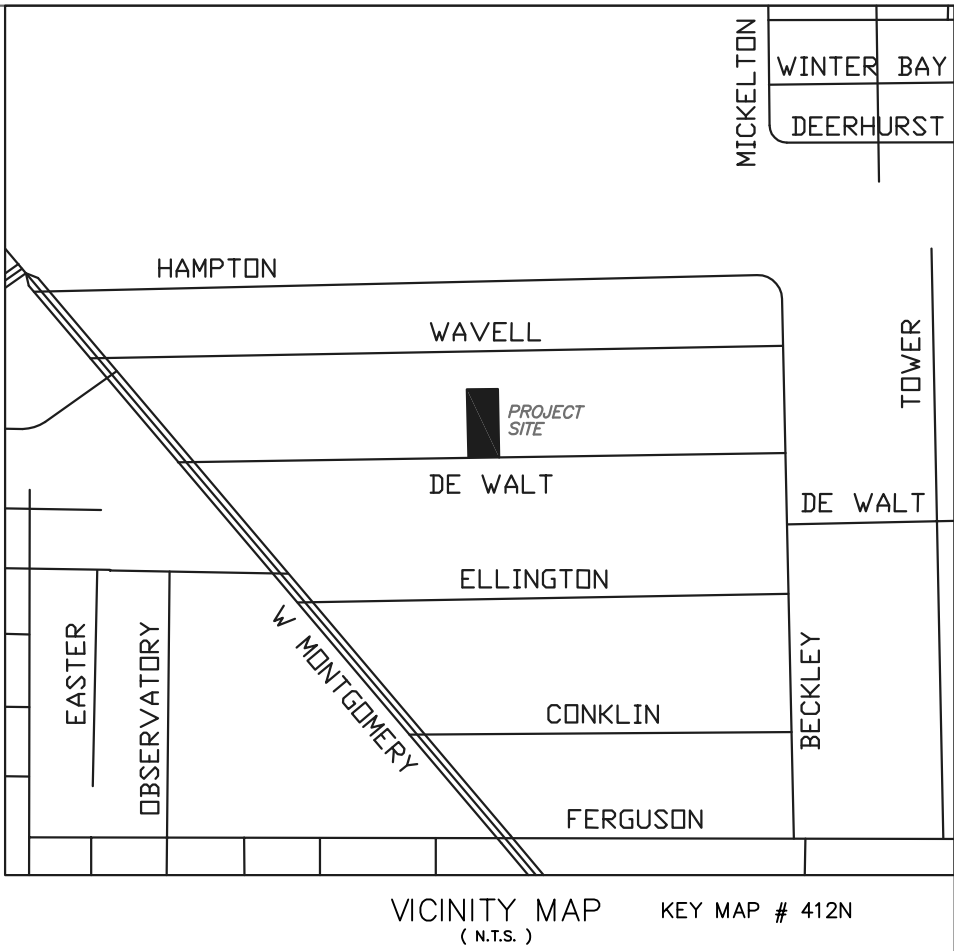 MICKELTON
WINTER BAY
DEERHURST
HAMPTON
WAVELL
TOWER
PROJECT
SITE
DE WALT
DE WALT
ELLINGTON
W MONTGOMERY
EASTER
OBSERVATORY
BECKLEY
CONKLIN
FERGUSON
VICINITY MAP
KEY MAP # 412N
( N.T.S. )